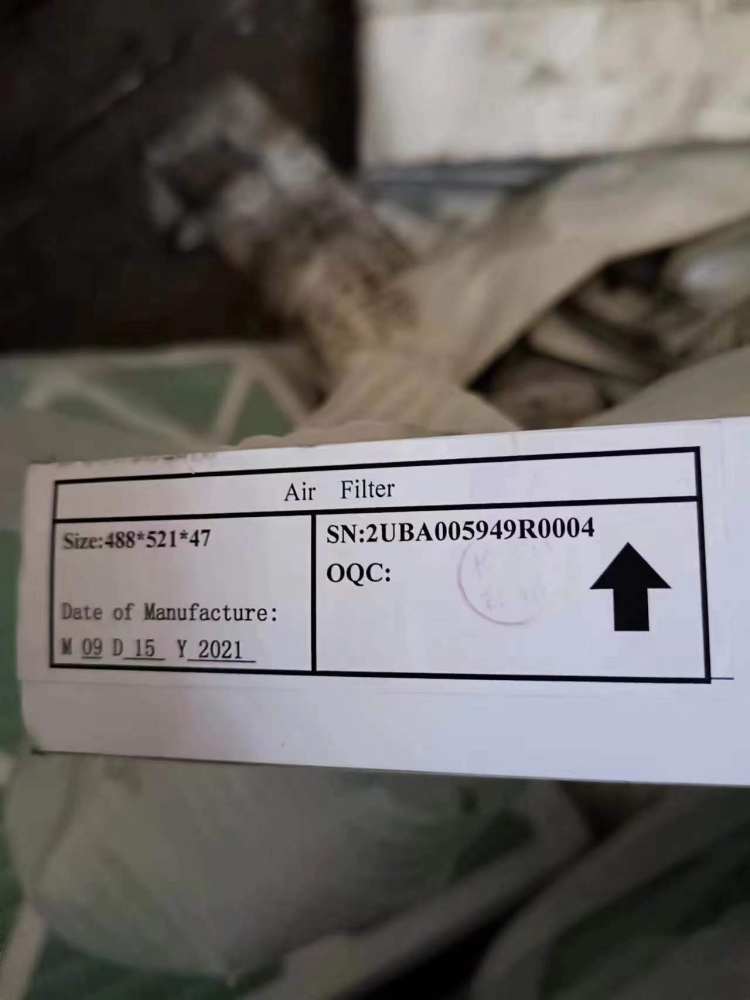 Air Filter
Size:488*521*47
Date of Manufacture:
M 09 D 15 Y 2021
SN:2UBA005949R0004
OQC: